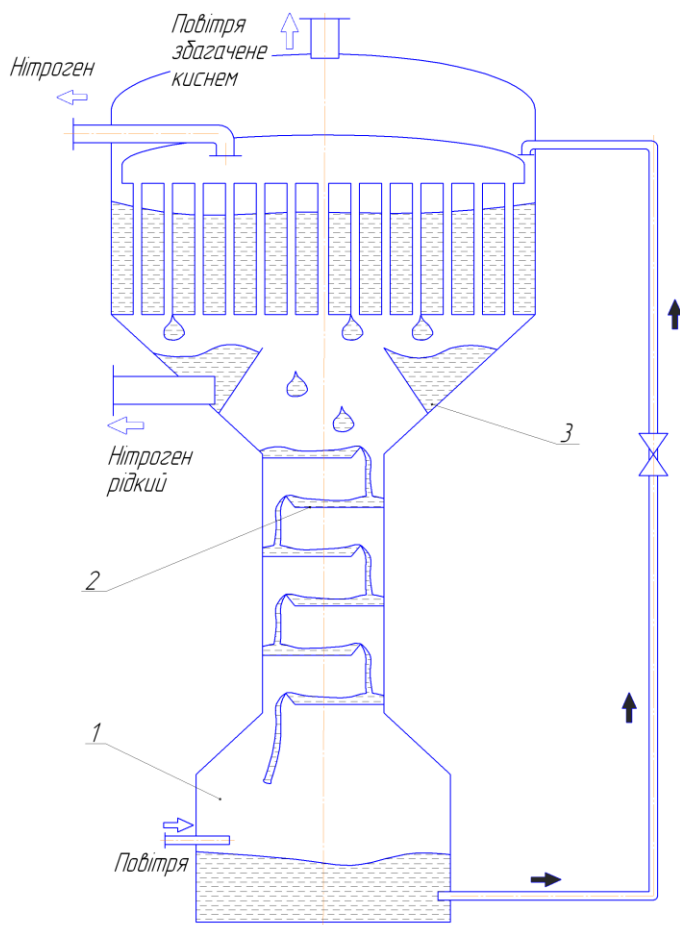 Повітря
збагачене
киснем
Нітроген
3
Нітроген
рідкий
2
1
Повітря